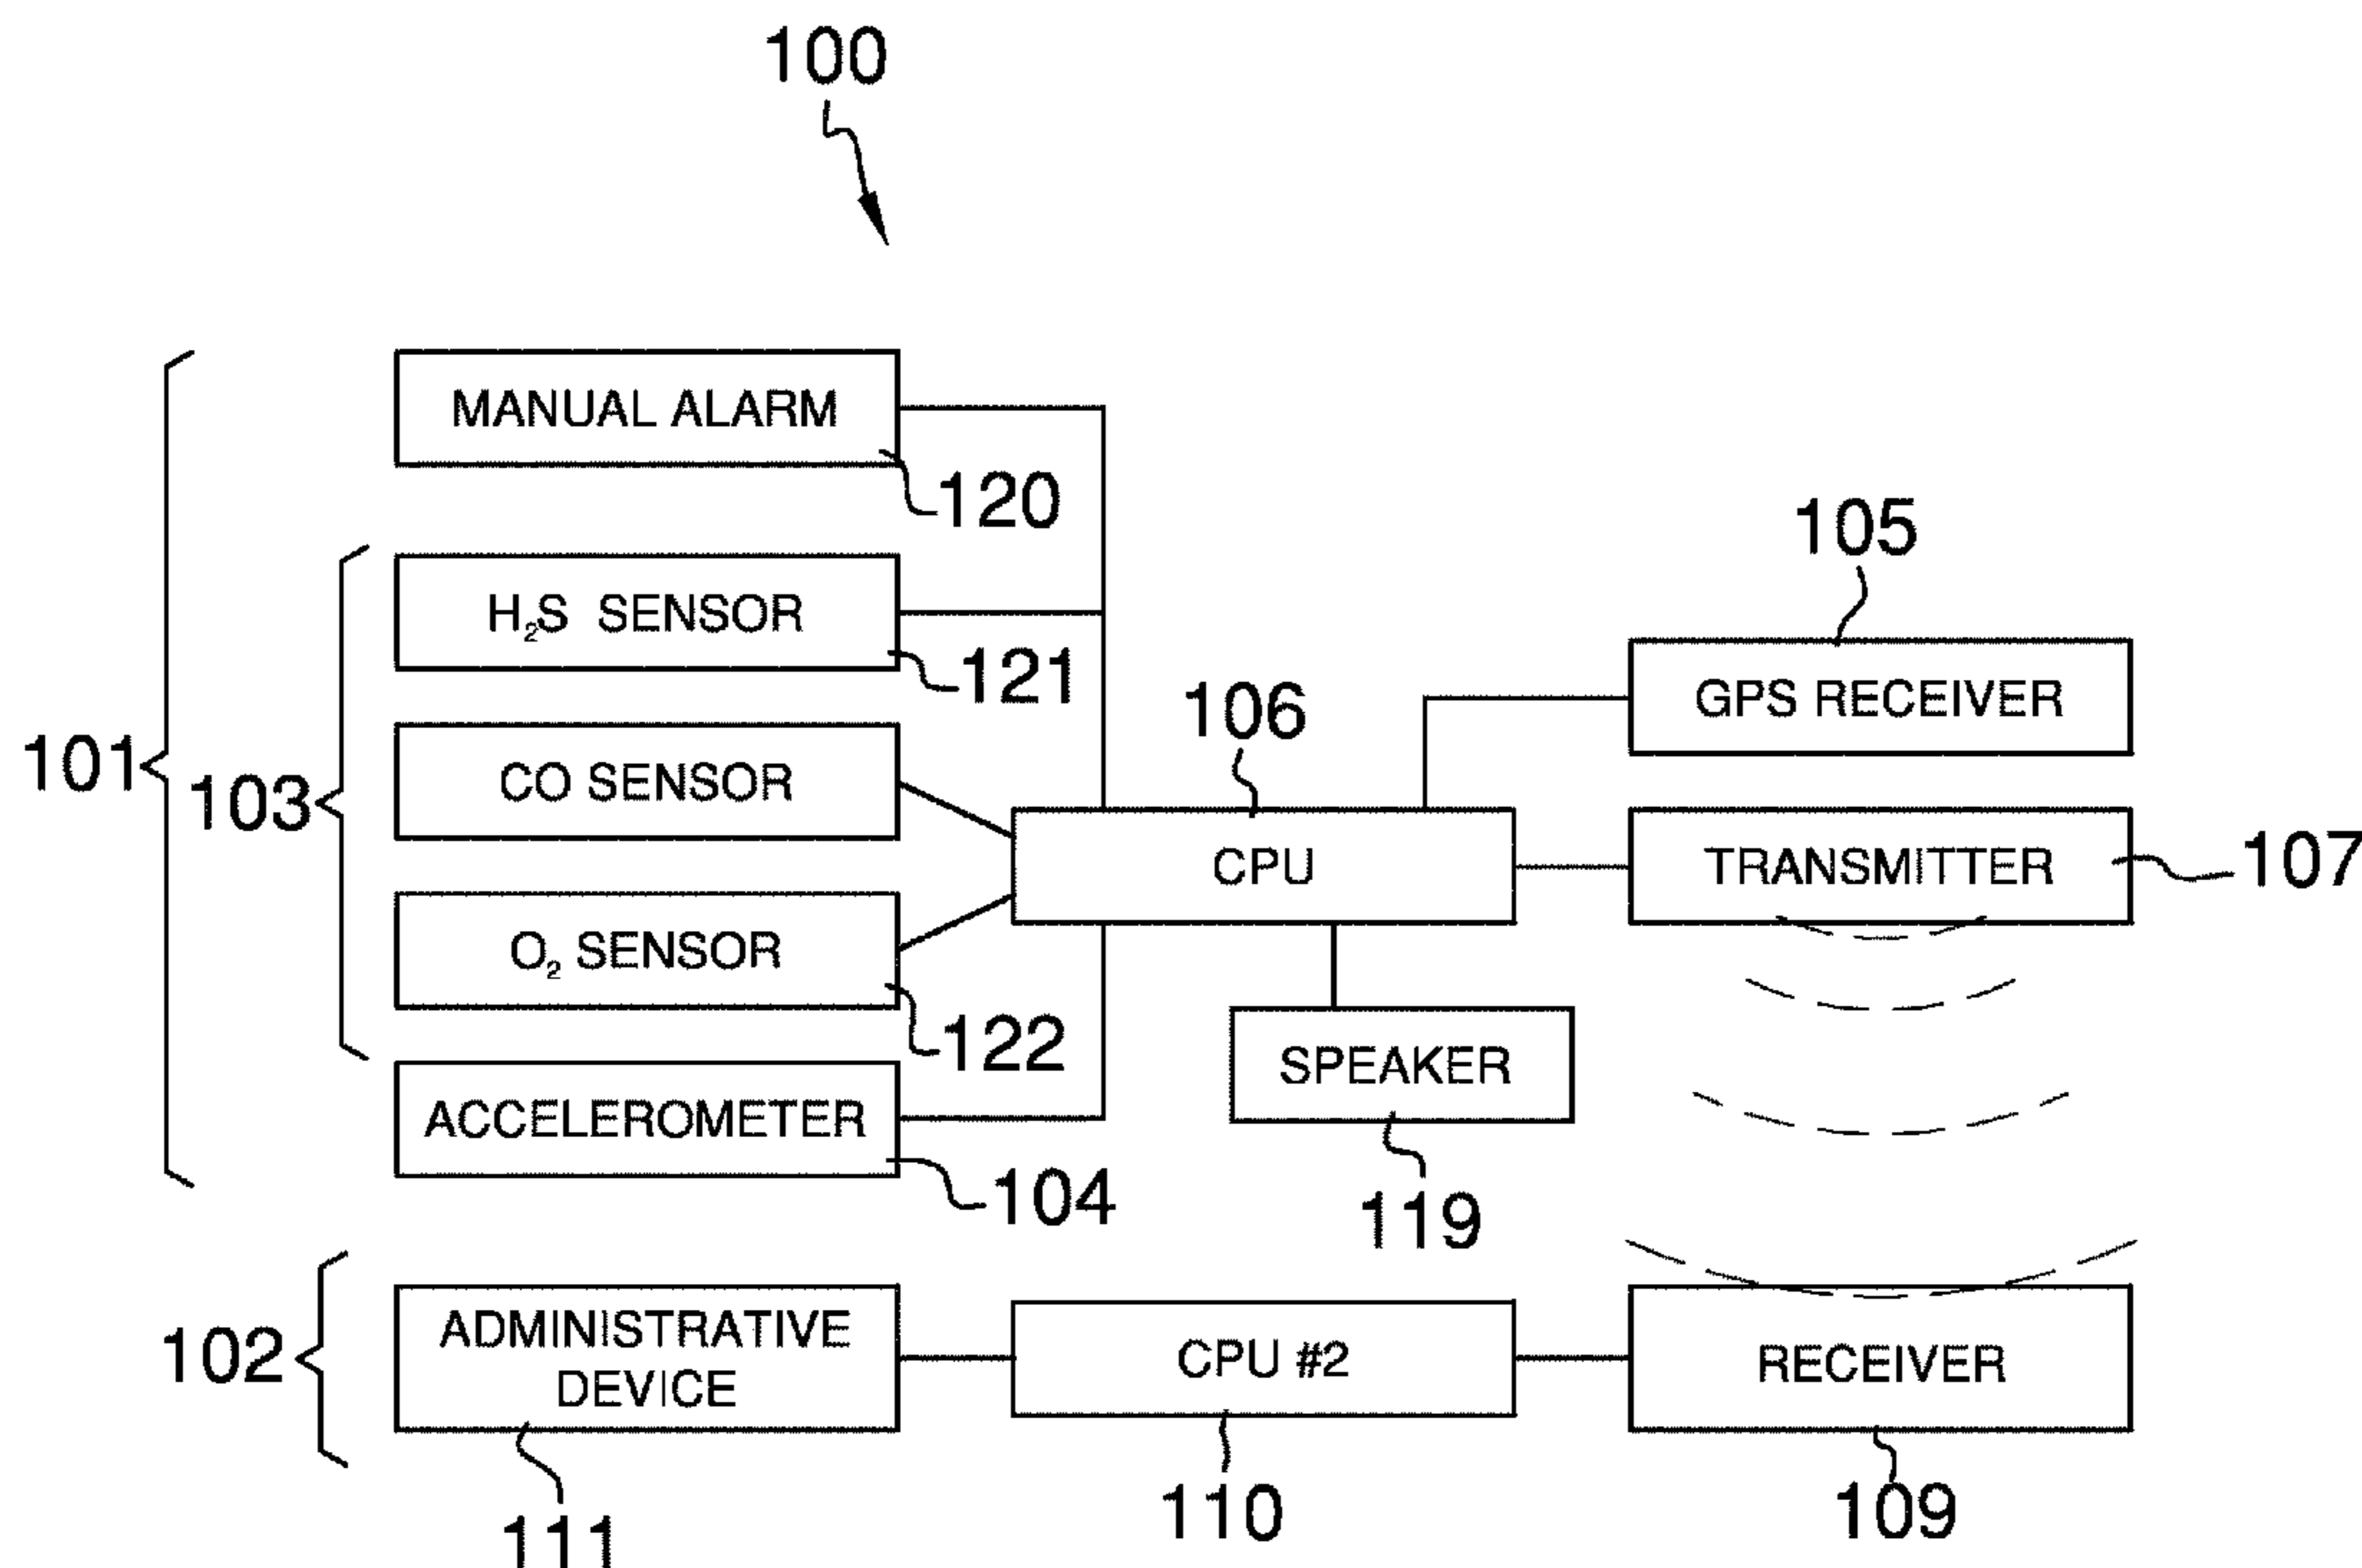 100
MANUAL ALARM
120
H₂S SENSOR
121
105
GPS RECEIVER
101
103
CO SENSOR
106
CPU
TRANSMITTER
107
O₂ SENSOR
122
SPEAKER
119
ACCELEROMETER
104
102
ADMINISTRATIVE
DEVICE
111
CPU #2
110
RECEIVER
109